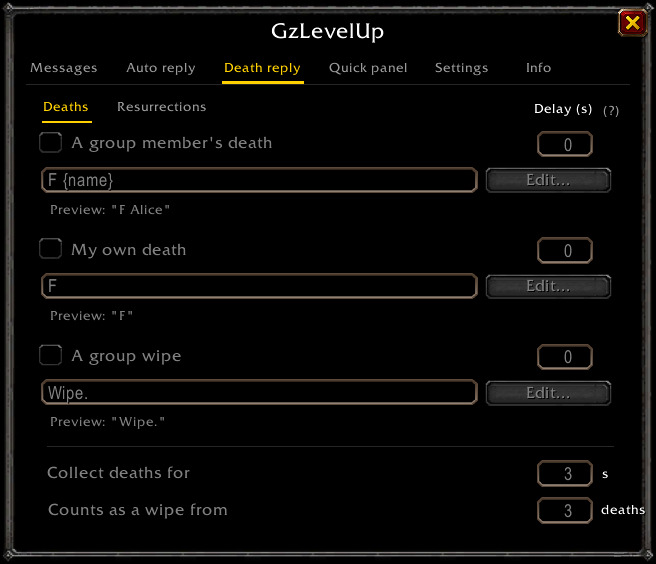 GzLevelUp
Messages Auto reply Death reply Quick panel Settings Info
Deaths Resurrections Delay (s) (?)
A group member's death 0
F {name} Edit...
Preview: "F Alice"
My own death 0
F Edit...
Preview: "F"
A group wipe 0
Wipe. Edit...
Preview: "Wipe."
Collect deaths for 3 s
Counts as a wipe from 3 deaths